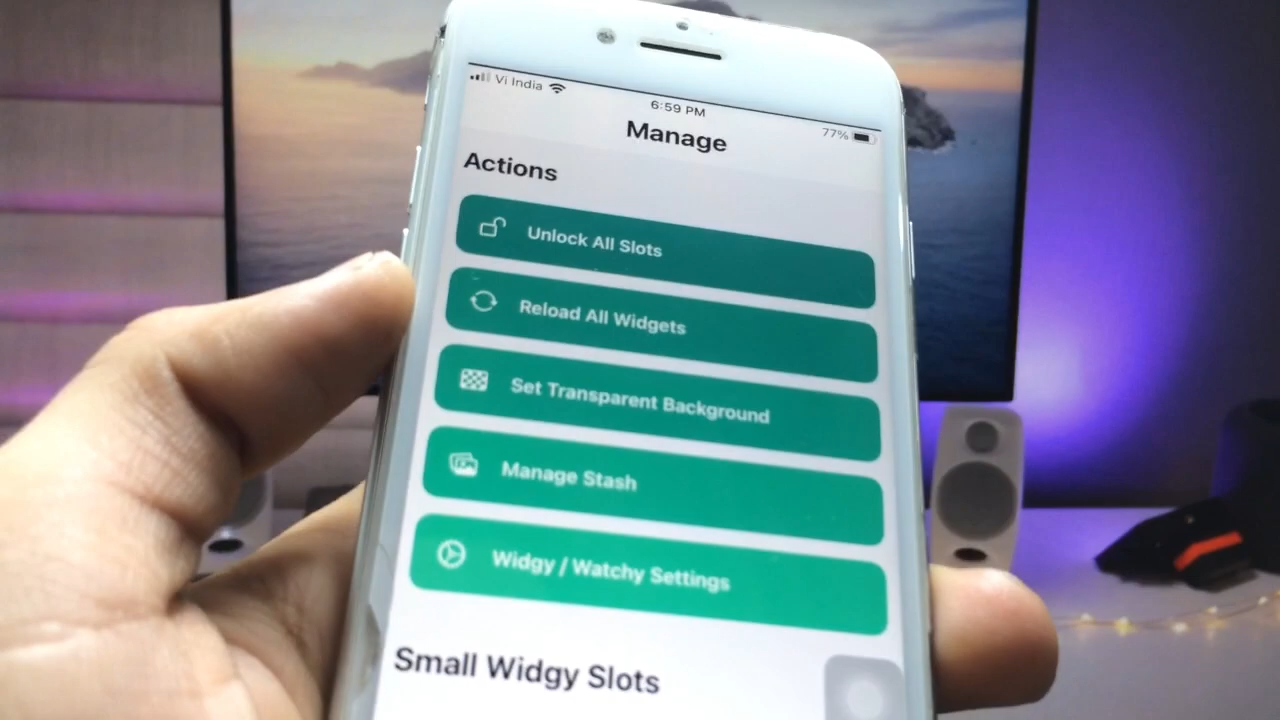 Vi India
6:59 PM
77%
Manage
Actions
Unlock All Slots
Reload All Widgets
Set Transparent Background
Manage Stash
Widgy / Watchy Settings
Small Widgy Slots